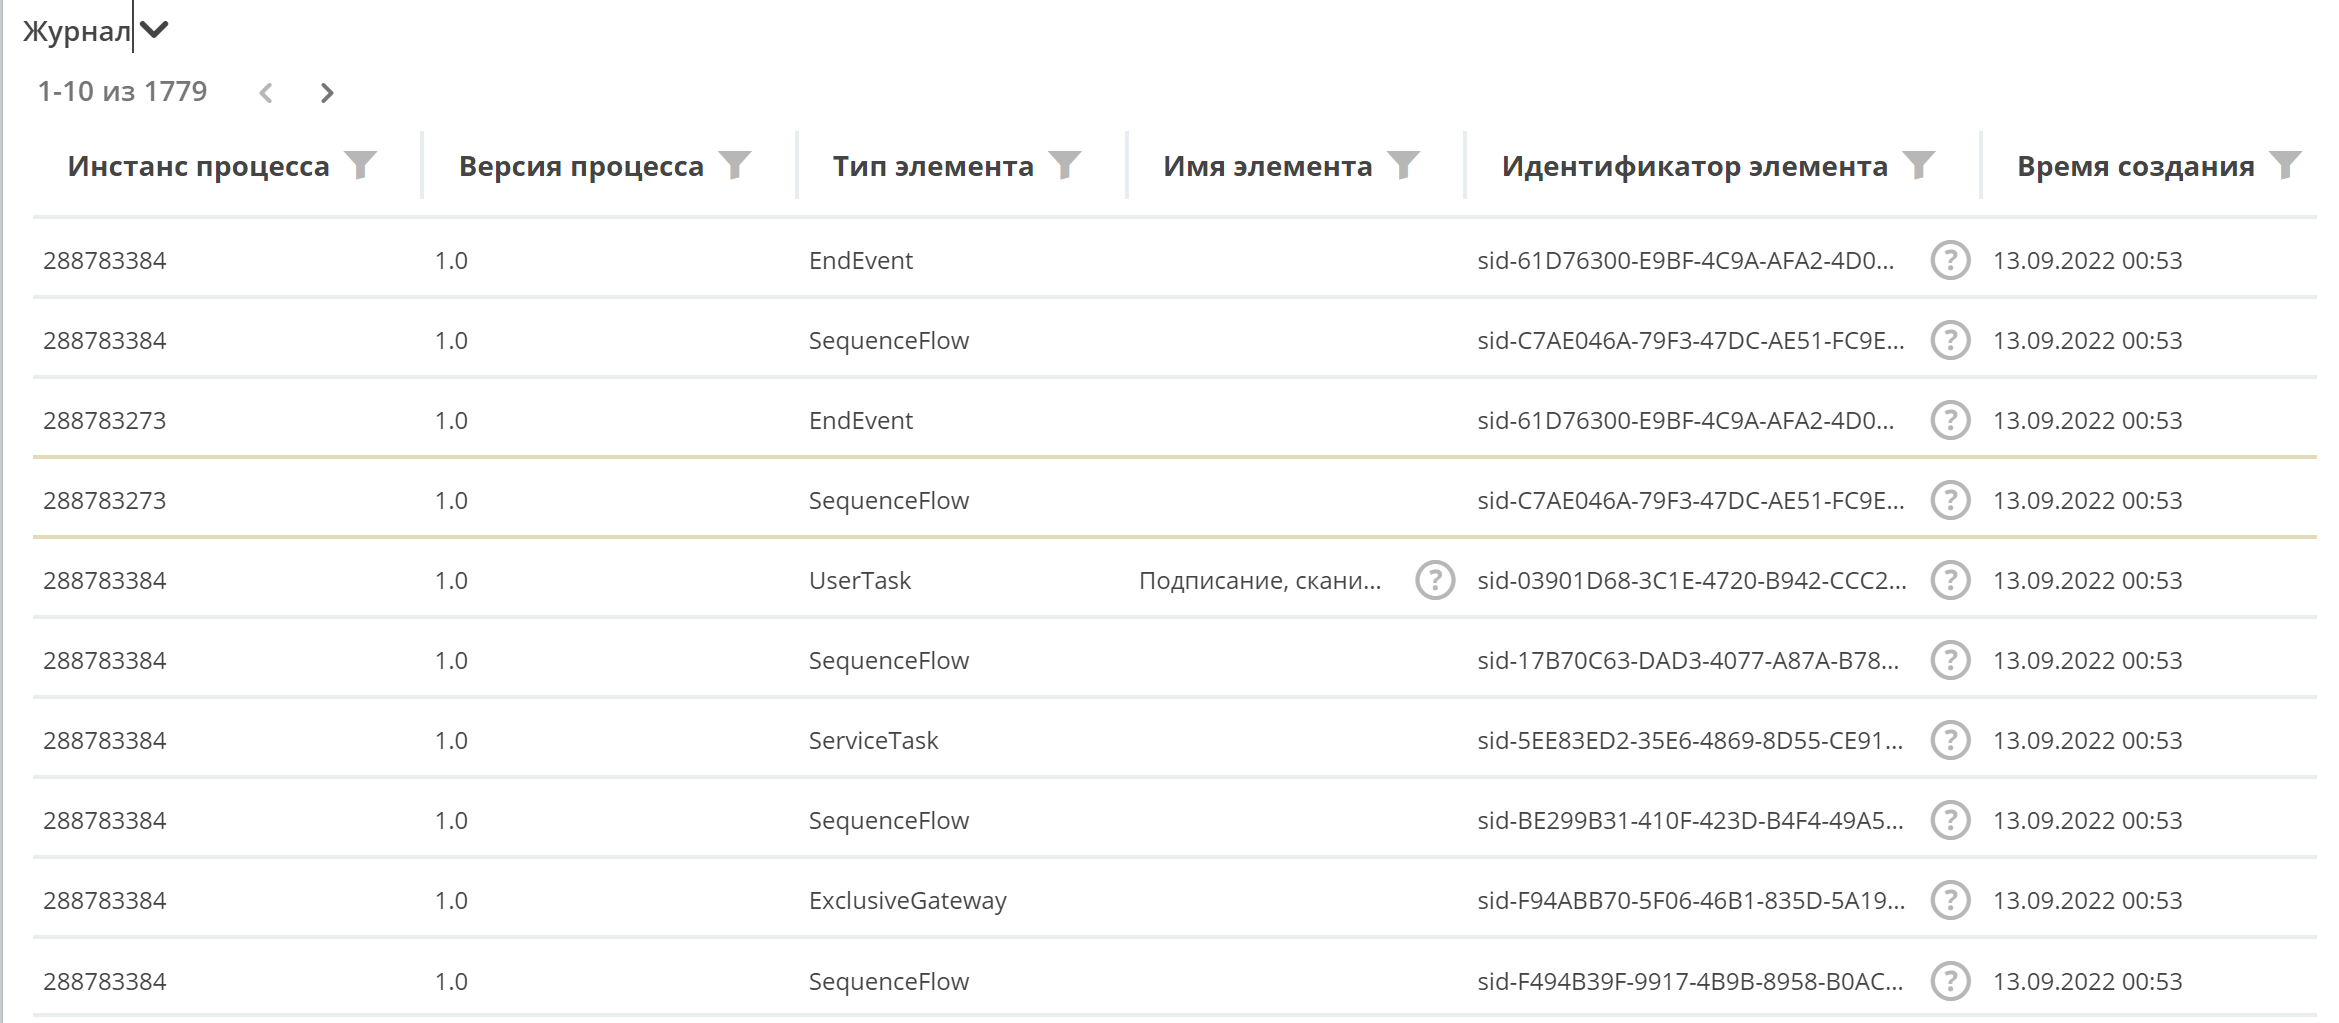 Журнал
1-10 из 1779
Инстанс процесса Версия процесса Тип элемента Имя элемента Идентификатор элемента Время создания
288783384 1.0 EndEvent sid-61D76300-E9BF-4C9A-AFA2-4D0... ? 13.09.2022 00:53
288783384 1.0 SequenceFlow sid-C7AE046A-79F3-47DC-AE51-FC9E... ? 13.09.2022 00:53
288783273 1.0 EndEvent sid-61D76300-E9BF-4C9A-AFA2-4D0... ? 13.09.2022 00:53
288783273 1.0 SequenceFlow sid-C7AE046A-79F3-47DC-AE51-FC9E... ? 13.09.2022 00:53
288783384 1.0 UserTask Подписание, скани... ? sid-03901D68-3C1E-4720-B942-CCC2... ? 13.09.2022 00:53
288783384 1.0 SequenceFlow sid-17B70C63-DAD3-4077-A87A-B78... ? 13.09.2022 00:53
288783384 1.0 ServiceTask sid-5EE83ED2-35E6-4869-8D55-CE91... ? 13.09.2022 00:53
288783384 1.0 SequenceFlow sid-BE299B31-410F-423D-B4F4-49A5... ? 13.09.2022 00:53
288783384 1.0 ExclusiveGateway sid-F94ABB70-5F06-46B1-835D-5A19... ? 13.09.2022 00:53
288783384 1.0 SequenceFlow sid-F494B39F-9917-4B9B-8958-B0AC... ? 13.09.2022 00:53